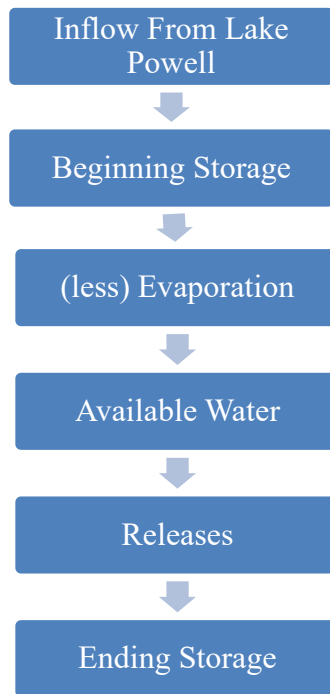 Inflow From Lake
Powell
Beginning Storage
(less) Evaporation
Available Water
Releases
Ending Storage